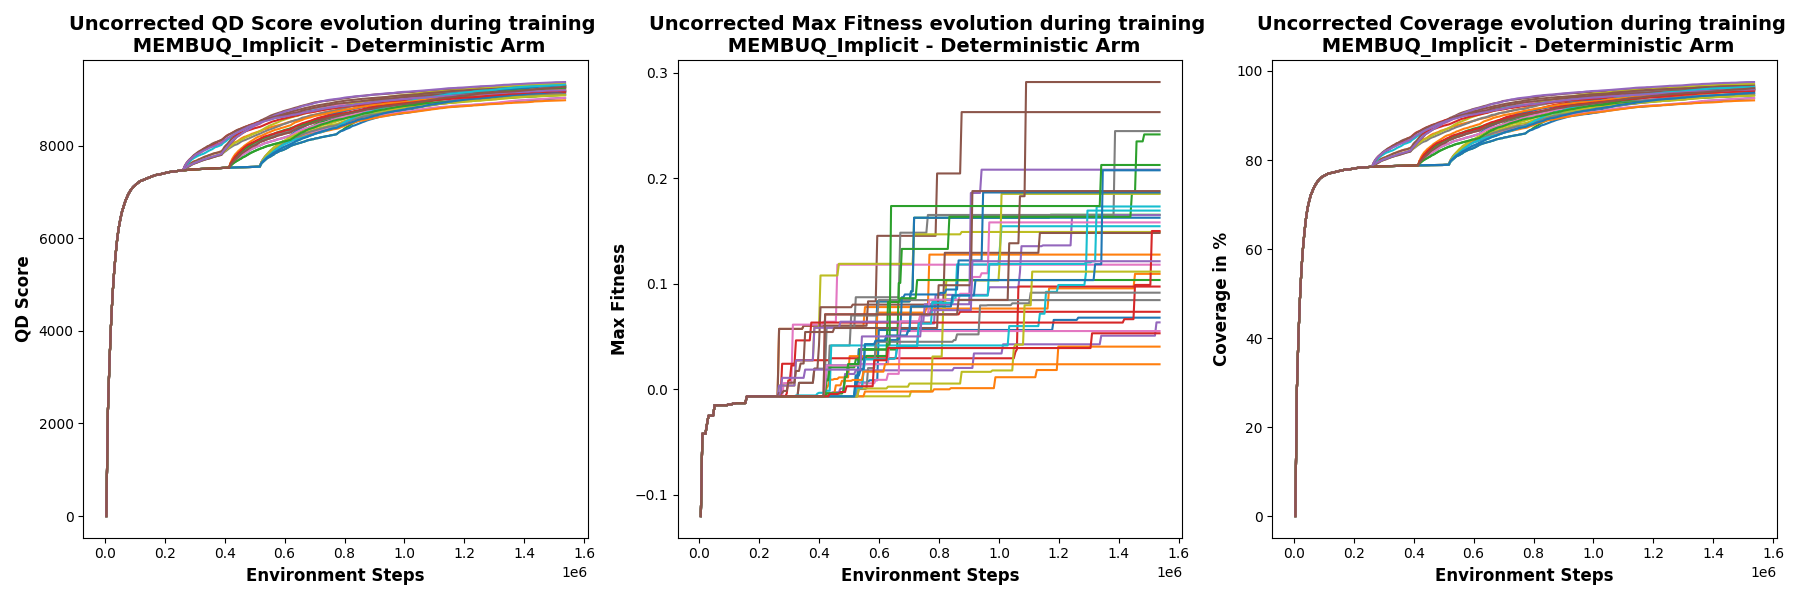 Uncorrected QD Score evolution during training
MEMBUQ_Implicit - Deterministic Arm
QD Score
8000
6000
4000
2000
0
0.0 0.2 0.4 0.6 0.8 1.0 1.2 1.4 1.6
1e6
Environment Steps
Uncorrected Max Fitness evolution during training
MEMBUQ_Implicit - Deterministic Arm
Max Fitness
0.3
0.2
0.1
0.0
−0.1
0.0 0.2 0.4 0.6 0.8 1.0 1.2 1.4 1.6
1e6
Environment Steps
Uncorrected Coverage evolution during training
MEMBUQ_Implicit - Deterministic Arm
Coverage in %
100
80
60
40
20
0
0.0 0.2 0.4 0.6 0.8 1.0 1.2 1.4 1.6
1e6
Environment Steps